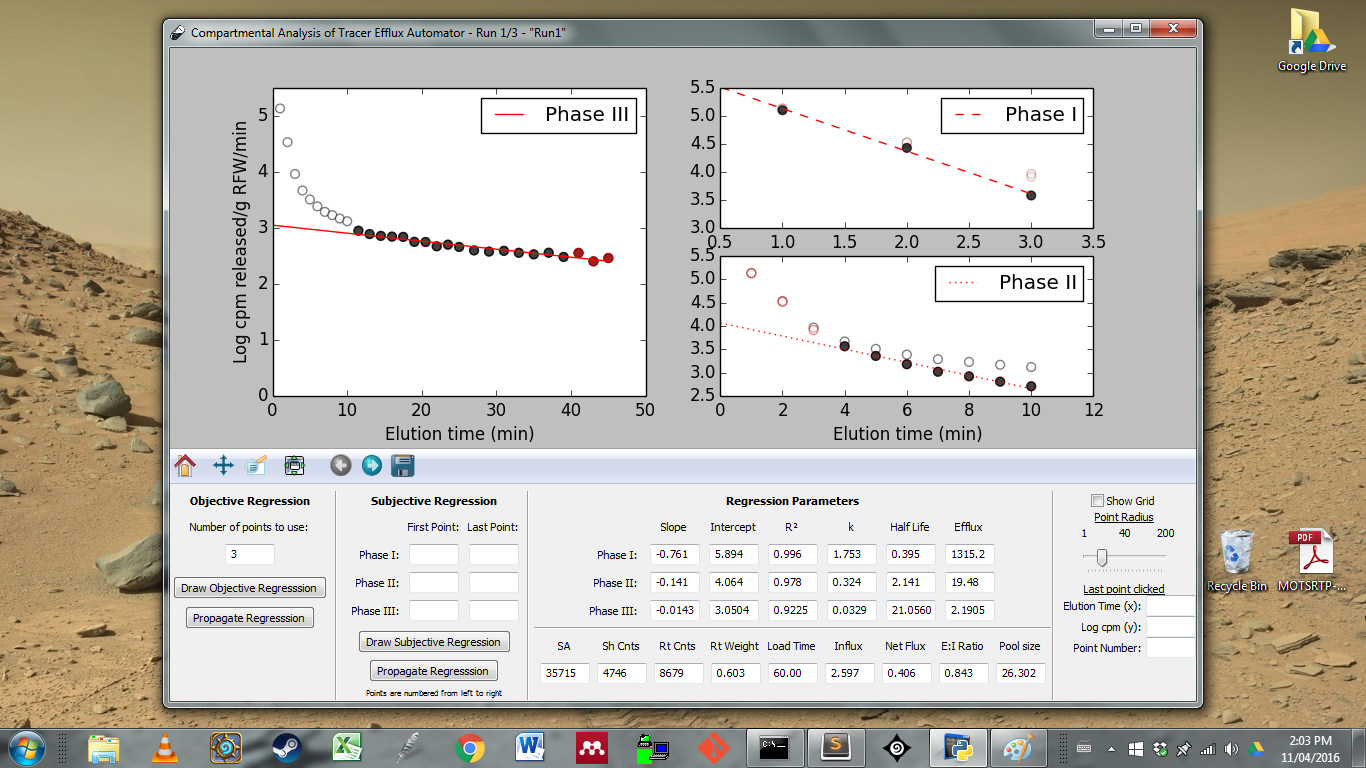 Compartmental Analysis of Tracer Efflux Automator - Run 1/3 - "Run1"
Google Drive
Log cpm released/g RFW/min
5
4
3
2
1
0
Phase III
0 10 20 30 40 50
Elution time (min)
5.5
5.0
4.5
4.0
3.5
3.0
Phase I
0.5 1.0 1.5 2.0 2.5 3.0 3.5
5.5
5.0
4.5
4.0
3.5
3.0
2.5
Phase II
0 2 4 6 8 10 12
Elution time (min)
Objective Regression
Number of points to use:
3
Draw Objective Regresssion
Propagate Regresssion
Subjective Regression
First Point: Last Point:
Phase I:
Phase II:
Phase III:
Draw Subjective Regression
Propagate Regresssion
Points are numbered from left to right
Regression Parameters
Slope Intercept R² k Half Life Efflux
Phase I: -0.761 5.894 0.996 1.753 0.395 1315.2
Phase II: -0.141 4.064 0.978 0.324 2.141 19.48
Phase III: -0.0143 3.0504 0.9225 0.0329 21.0560 2.1905
SA Sh Cnts Rt Cnts Rt Weight Load Time Influx Net Flux E:I Ratio Pool size
35715 4746 8679 0.603 60.00 2.597 0.406 0.843 26.302
Show Grid
Point Radius
1 40 200
Last point clicked
Elution Time (x):
Log cpm (y):
Point Number:
Recycle Bin
PDF
MOTSRTP-...
2:03 PM
11/04/2016